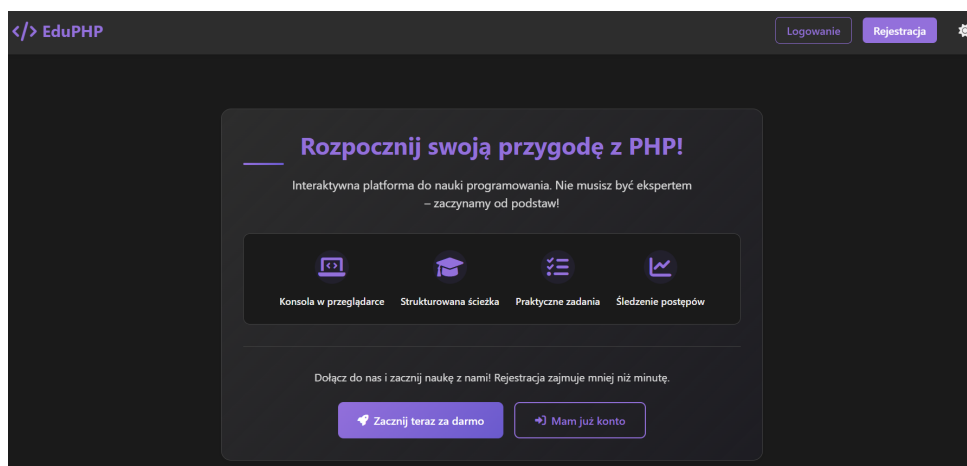 </> EduPHP
Logowanie
Rejestracja
Rozpocznij swoją przygodę z PHP!
Interaktywna platforma do nauki programowania. Nie musisz być ekspertem
– zaczynamy od podstaw!
Konsola w przeglądarce
Strukturowana ścieżka
Praktyczne zadania
Śledzenie postępów
Dołącz do nas i zacznij naukę z nami! Rejestracja zajmuje mniej niż minutę.
Zacznij teraz za darmo
Mam już konto